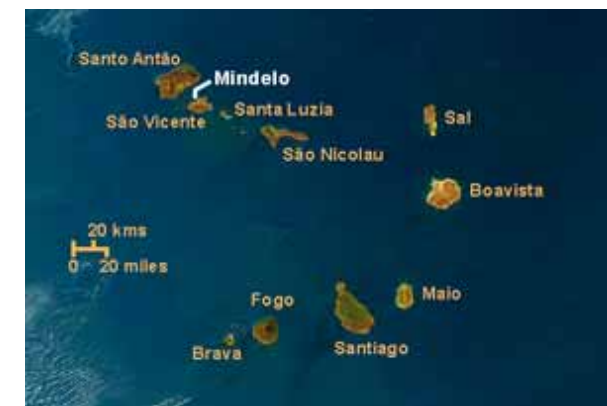 Santo Antão
Mindelo
São Vicente
Santa Luzia
São Nicolau
Sal
Boavista
20 kms
0 20 miles
Fogo
Maio
Brava
Santiago